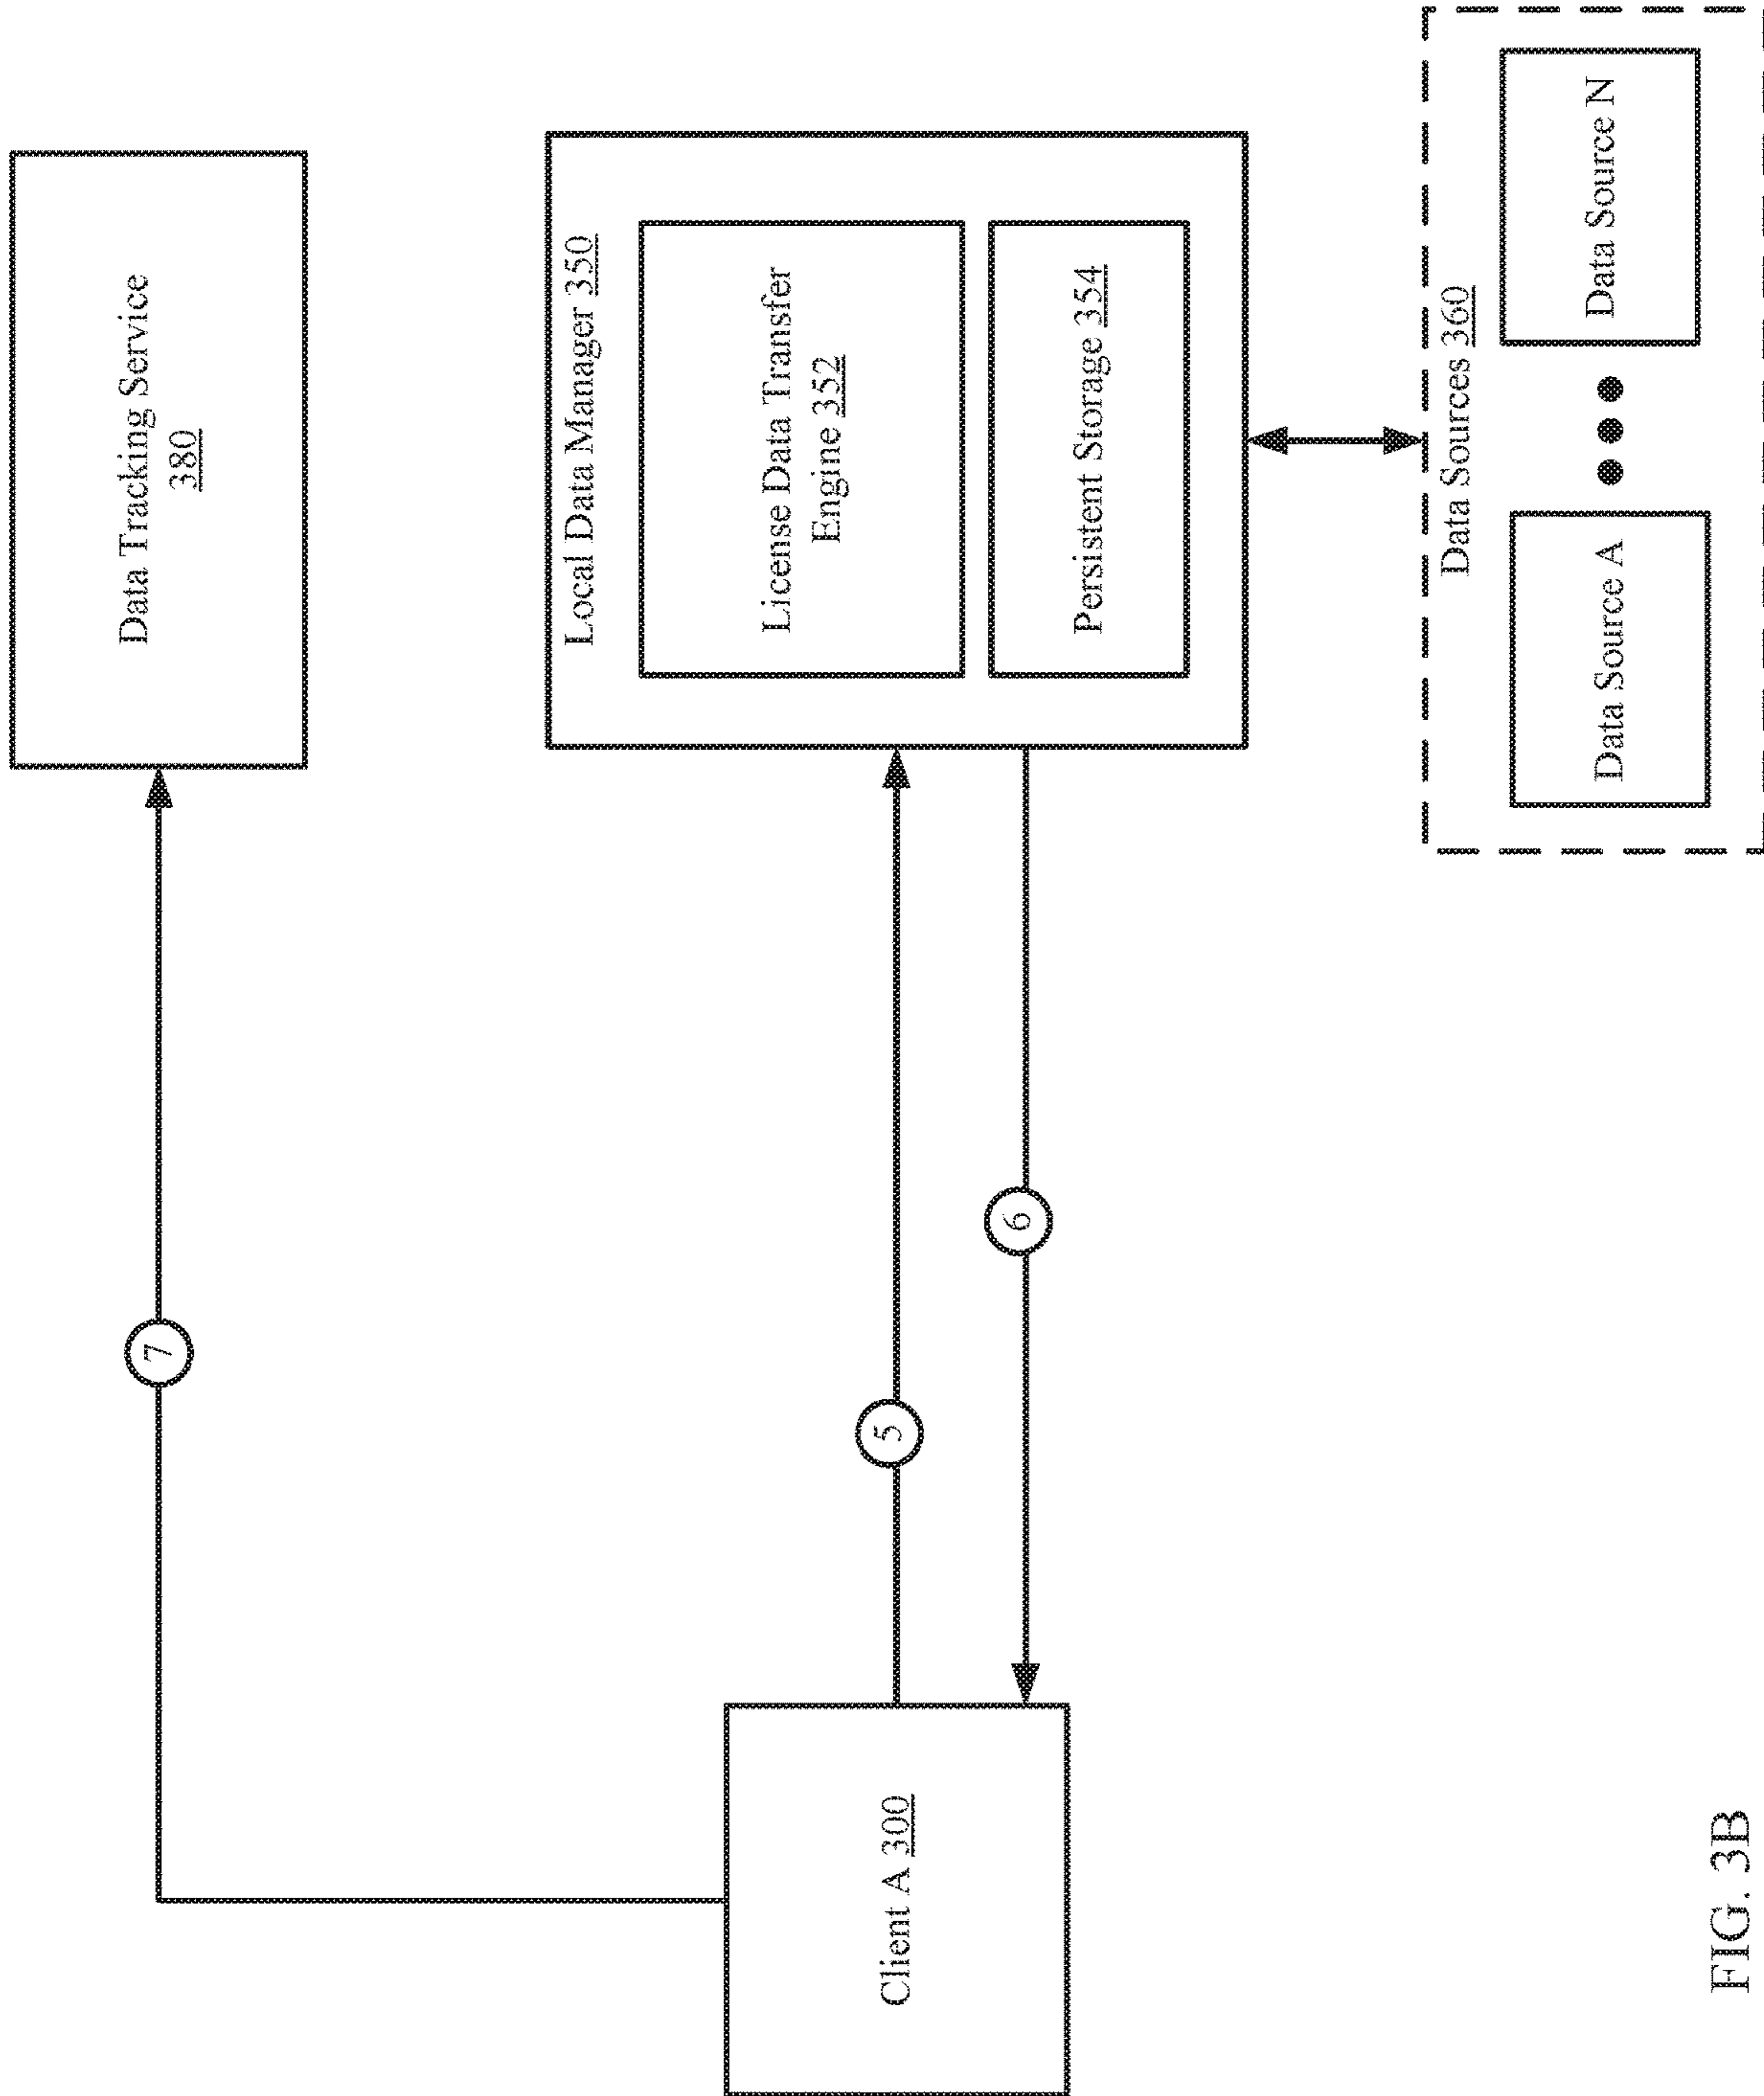 Data Tracking Service
380
7
Local Data Manager 350
License Data Transfer
Engine 352
Persistent Storage 354
5
6
Client A 300
Data Sources 360
Data Source A
Data Source N
FIG. 3B